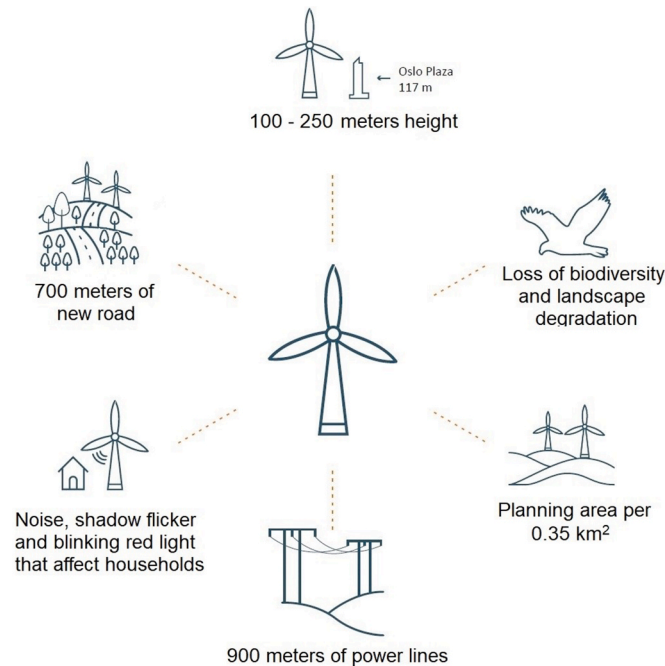 Oslo Plaza
117 m
100 - 250 meters height
700 meters of
new road
Loss of biodiversity
and landscape
degradation
Noise, shadow flicker
and blinking red light
that affect households
Planning area per
0.35 km²
900 meters of power lines